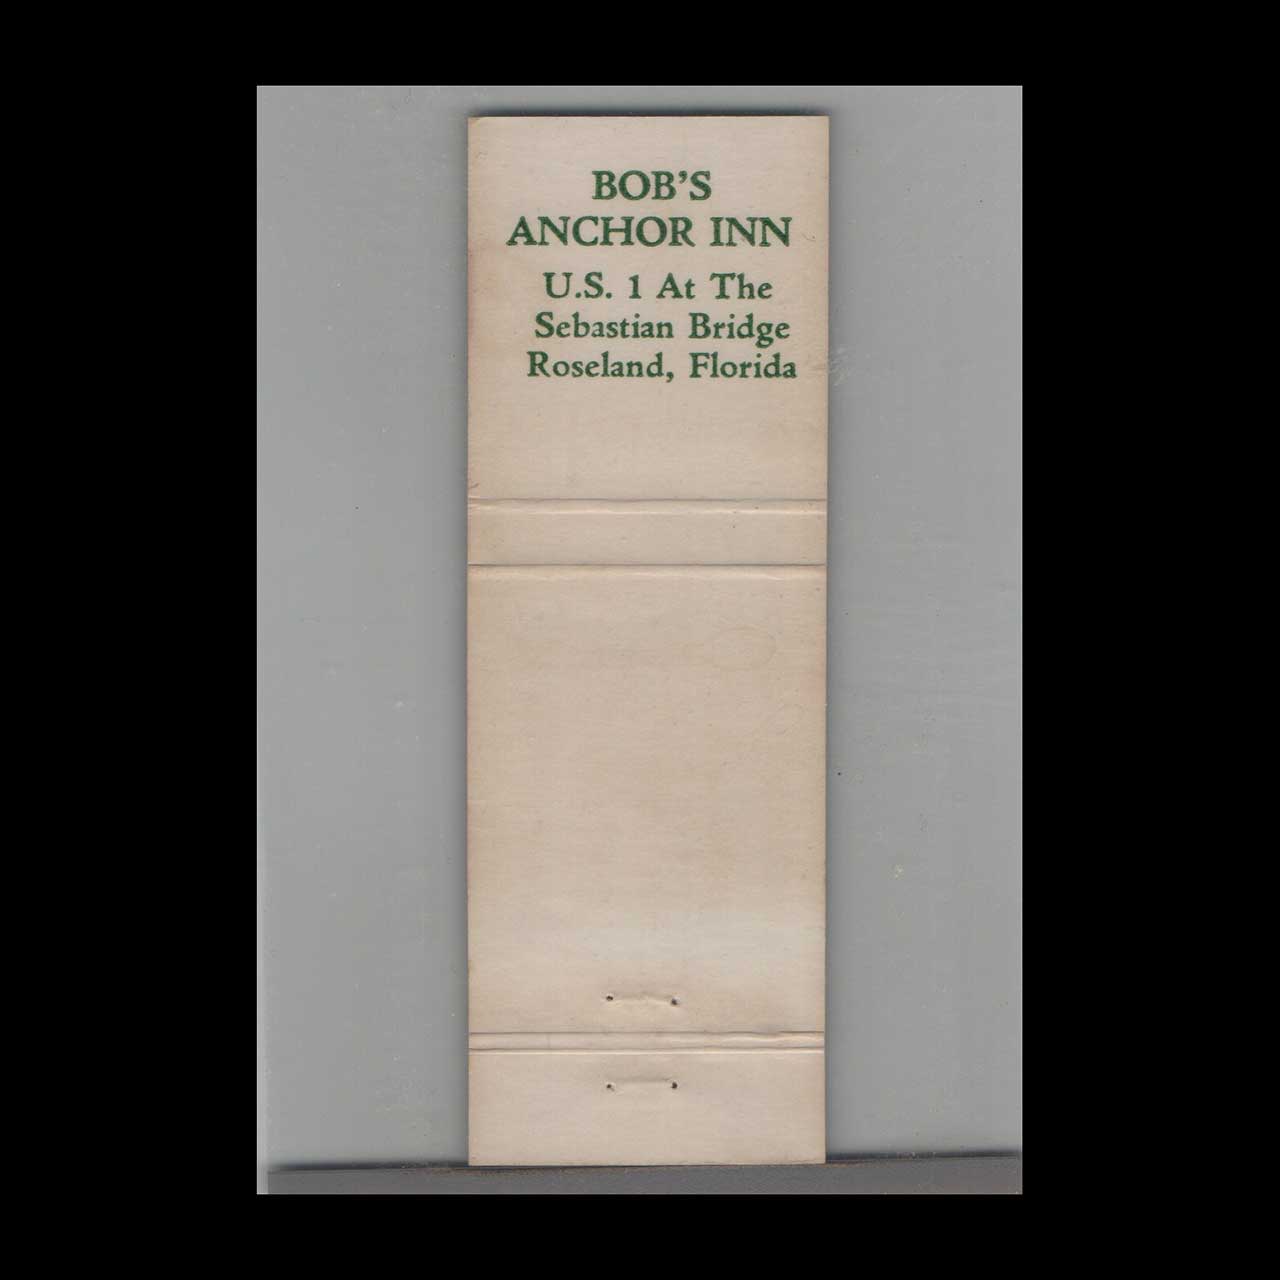 BOB'S
ANCHOR INN
U.S. 1 At The
Sebastian Bridge
Roseland, Florida